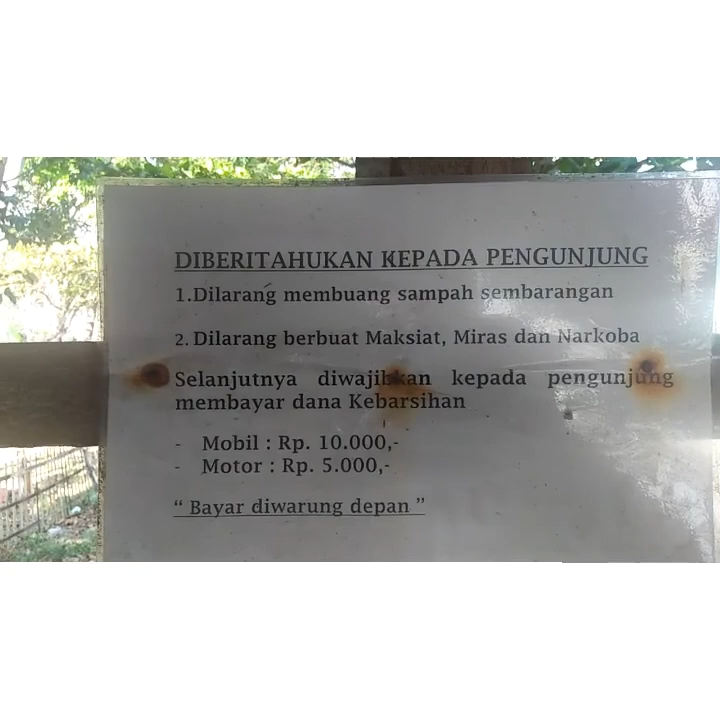 DIBERITAHUKAN KEPADA PENGUNJUNG
1.Dilarang membuang sampah sembarangan
2. Dilarang berbuat Maksiat, Miras dan Narkoba
Selanjutnya diwajibkan kepada pengunjung
membayar dana Kebarsihan
- Mobil : Rp. 10.000,-
- Motor : Rp. 5.000,-
“ Bayar diwarung depan ”